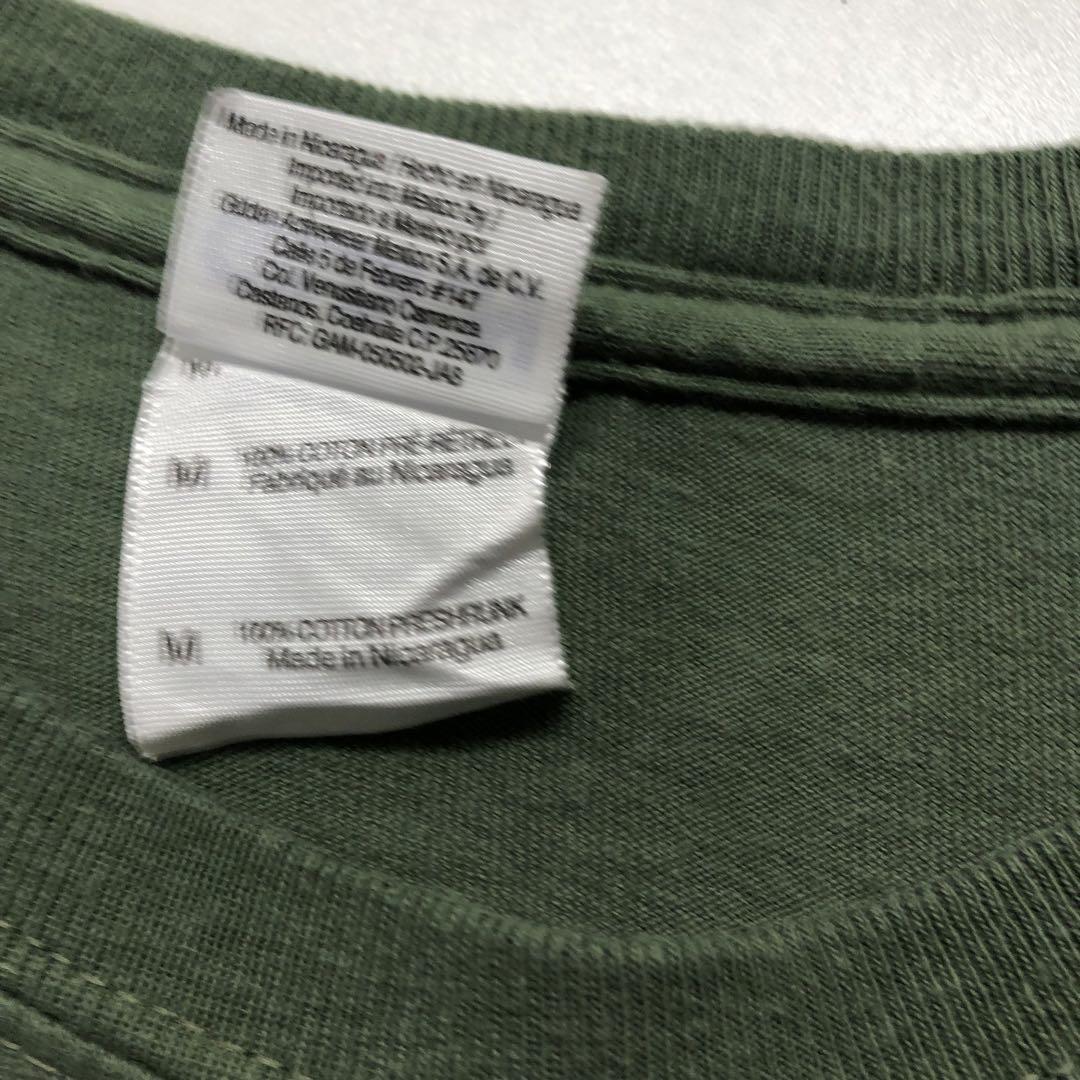 Made in Nicaragua / Hecho en Nicaragua
Imported into Mexico by /
Importado a Mexico por
Gildan Activewear Mexico S.A. de C.V.
Calle 5 de Febrero #147
Col. Venustiano Carranza
Castanos, Coahuila C.P. 25870
RFC: GAM-050502-JA8
M 100% COTTON PRÉ-RÉTRÉCI
Fabriqué au Nicaragua
M 100% COTTON PRESHRUNK
Made in Nicaragua